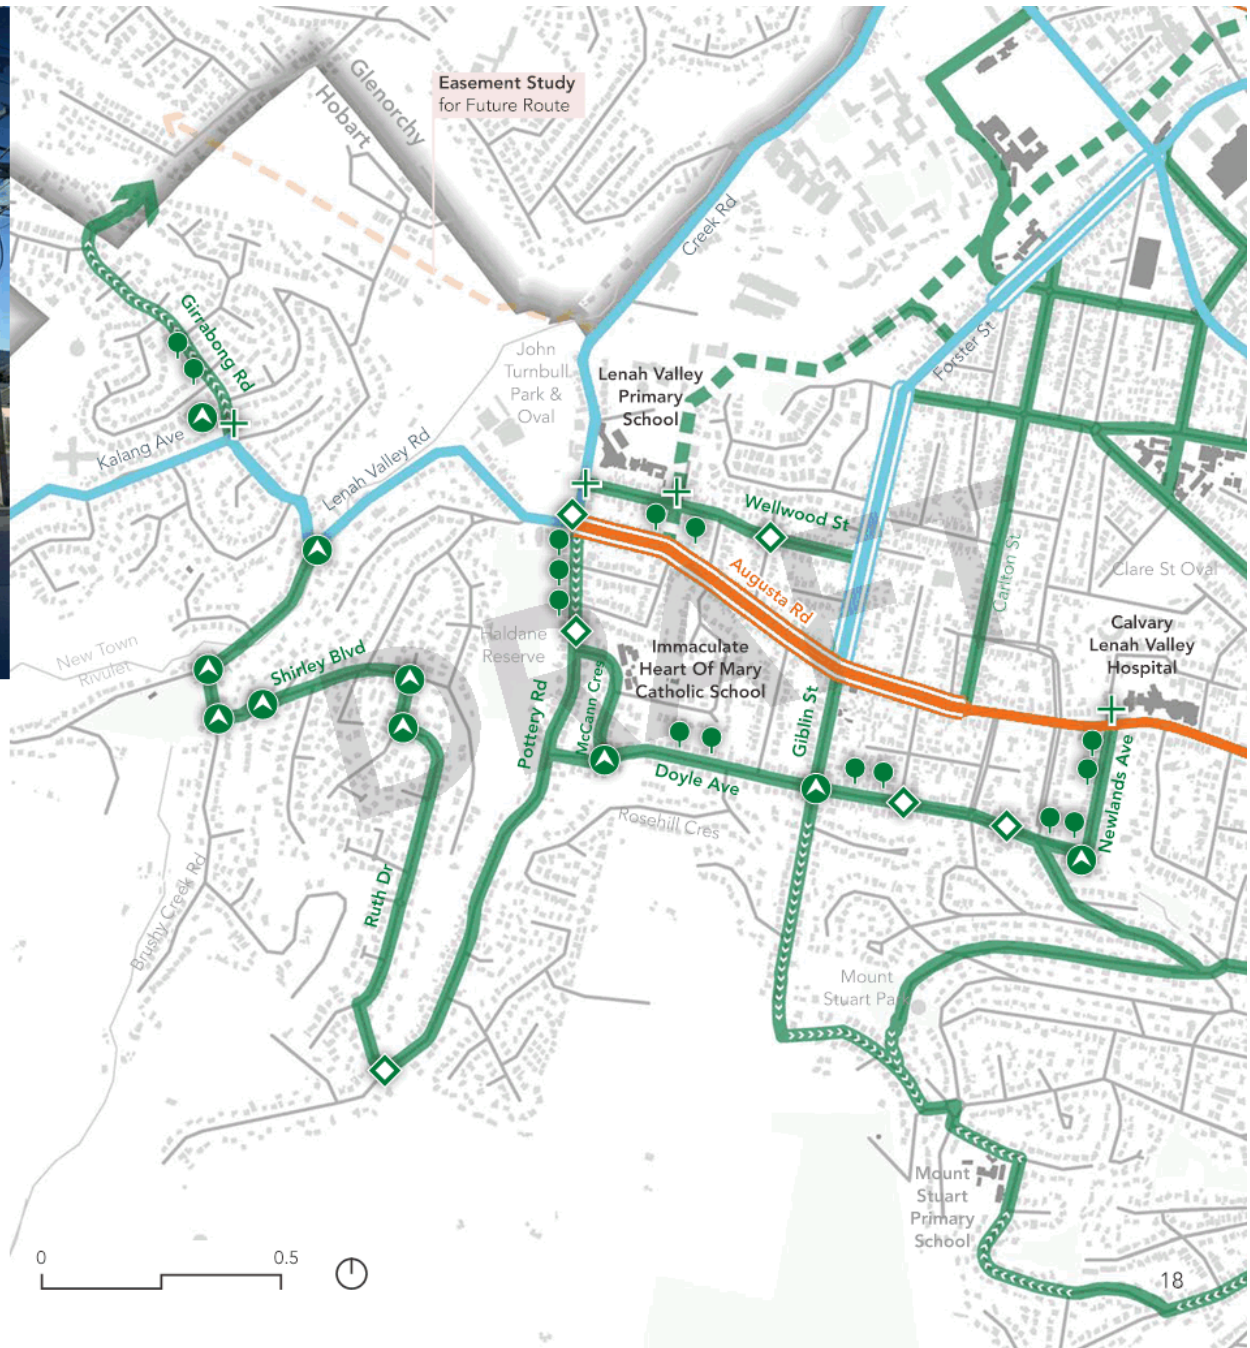 Easement Study
for Future Route
Glenorchy
Hobart
Creek Rd
Girrabong Rd
John
Turnbull
Park &
Oval
Lenah Valley
Primary
School
Forster St
Kalang Ave
Lenah Valley Rd
Wellwood St
Augusta Rd
Carlton St
Clare St Oval
Calvary
Lenah Valley
Hospital
New Town
Rivulet
Shirley Blvd
Haldane
Reserve
Immaculate
Heart Of Mary
Catholic School
Pottery Rd
McCann Cres
Giblin St
Doyle Ave
Newlands Ave
Rosehill Cres
Ruth Dr
Brushy Creek Rd
Mount
Stuart Park
Mount
Stuart
Primary
School
DRAFT
0
0.5
18